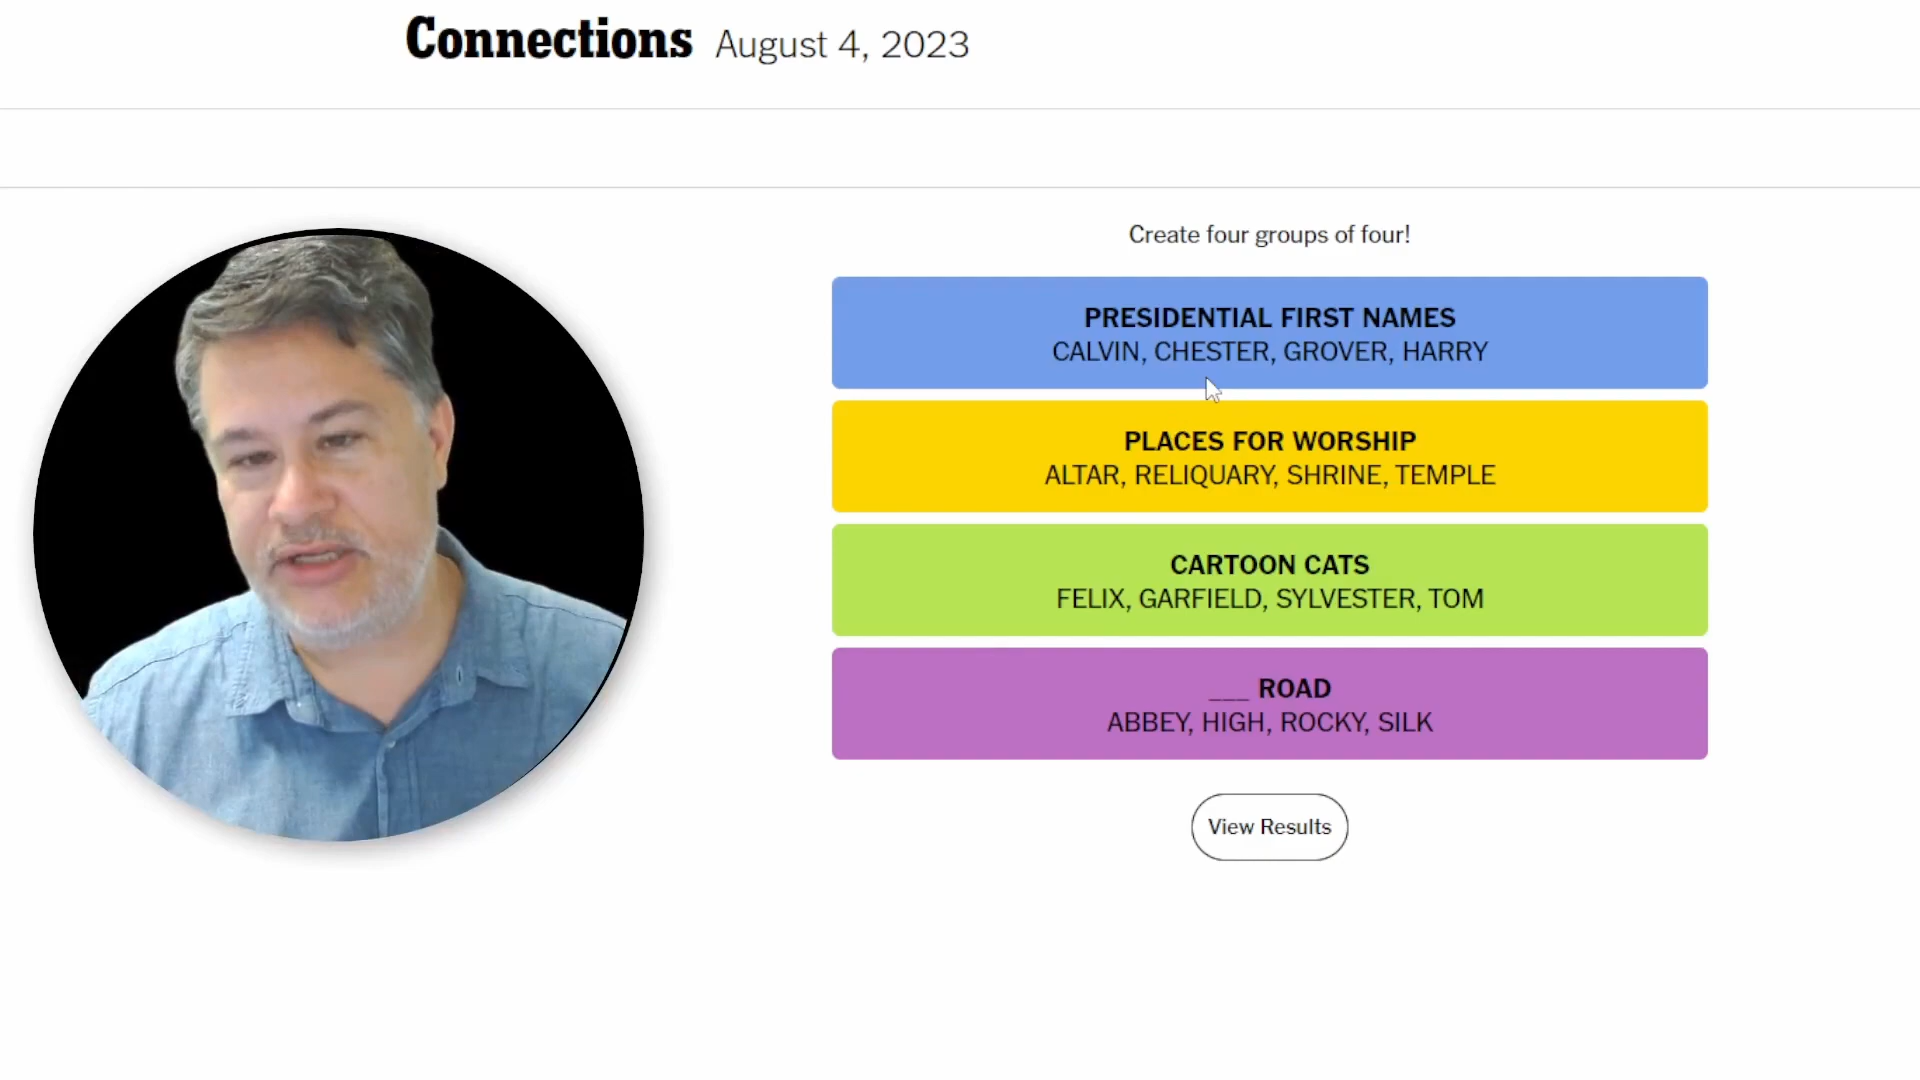 Connections August 4, 2023
Create four groups of four!
PRESIDENTIAL FIRST NAMES
CALVIN, CHESTER, GROVER, HARRY
PLACES FOR WORSHIP
ALTAR, RELIQUARY, SHRINE, TEMPLE
CARTOON CATS
FELIX, GARFIELD, SYLVESTER, TOM
___ ROAD
ABBEY, HIGH, ROCKY, SILK
View Results